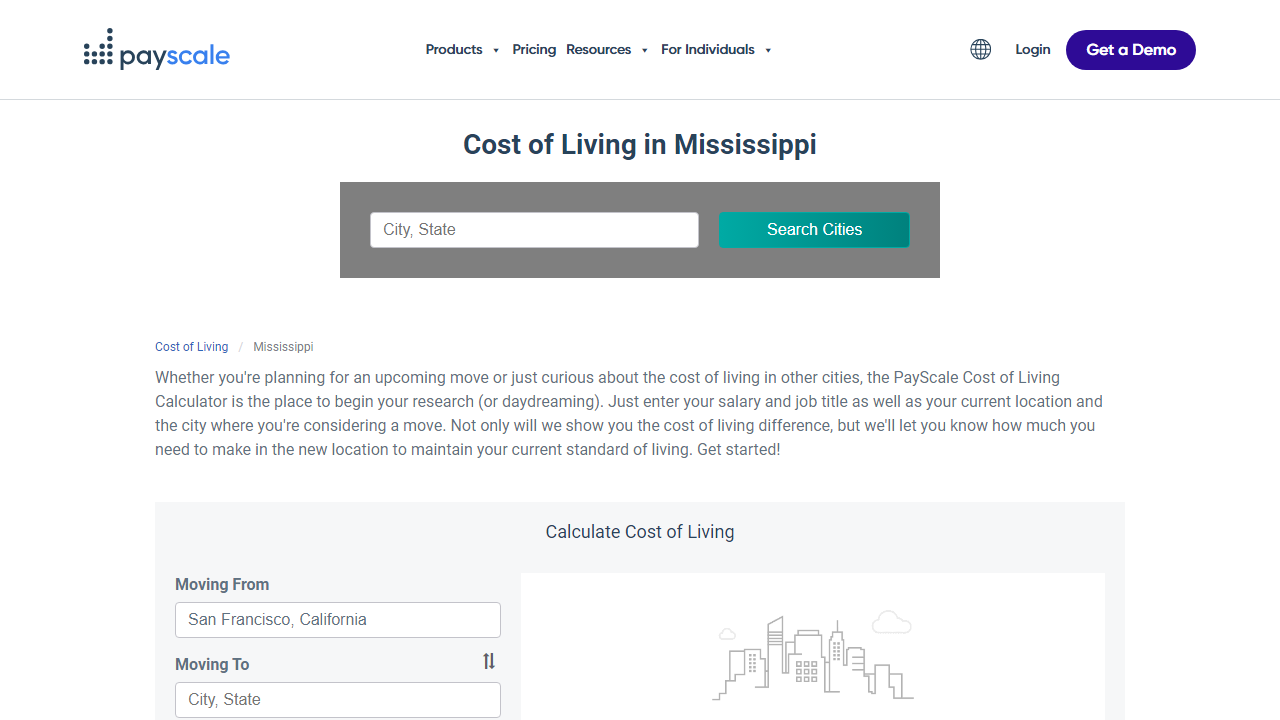 payscale
Products Pricing Resources For Individuals
Login
Get a Demo
Cost of Living in Mississippi
City, State
Search Cities
Cost of Living / Mississippi
Whether you're planning for an upcoming move or just curious about the cost of living in other cities, the PayScale Cost of Living
Calculator is the place to begin your research (or daydreaming). Just enter your salary and job title as well as your current location and
the city where you're considering a move. Not only will we show you the cost of living difference, but we'll let you know how much you
need to make in the new location to maintain your current standard of living. Get started!
Calculate Cost of Living
Moving From
San Francisco, California
Moving To
City, State